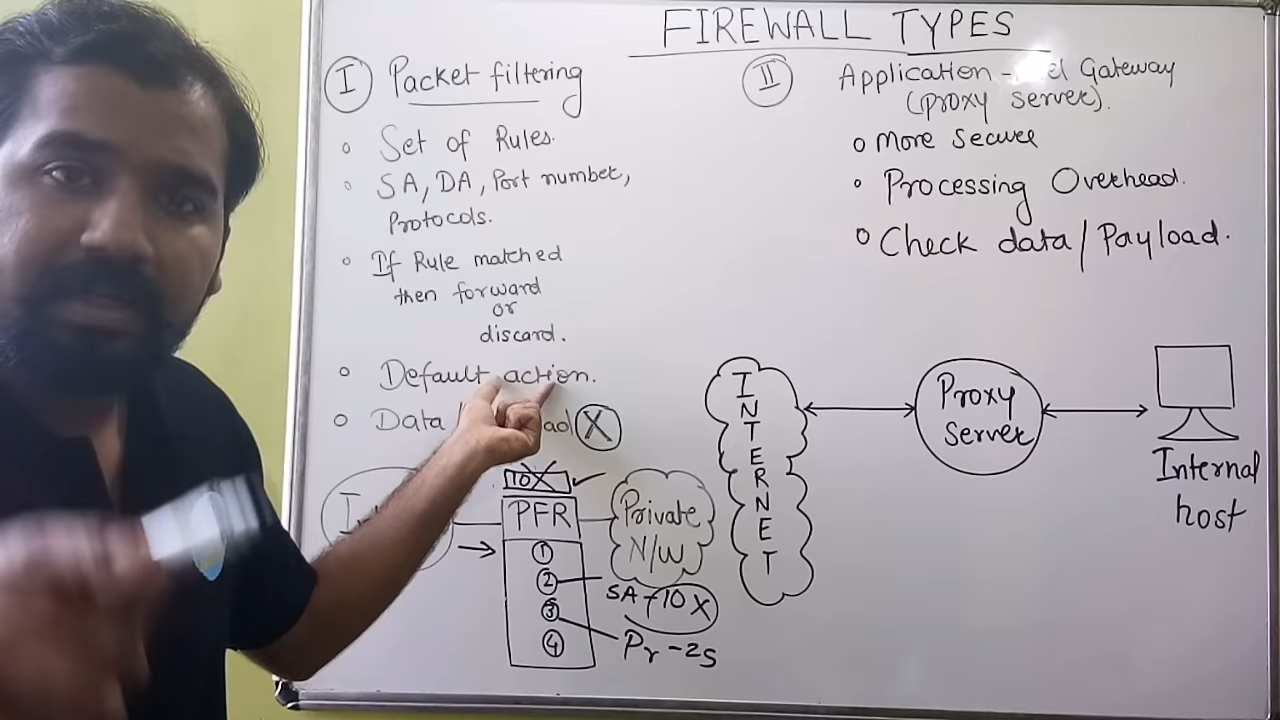 FIREWALL TYPES
I Packet filtering
o Set of Rules.
o SA, DA, Port number,
Protocols.
o If Rule matched
then forward
or
discard.
o Default action.
o Data / X
10X
PFR
1
2
3
4
Private
N/W
SA-10X
Pr-25
II Application - Gateway
(Proxy server).
o More Secure
o Processing Overhead.
o Check data/Payload.
INTERNET
Proxy
Server
Internal
host